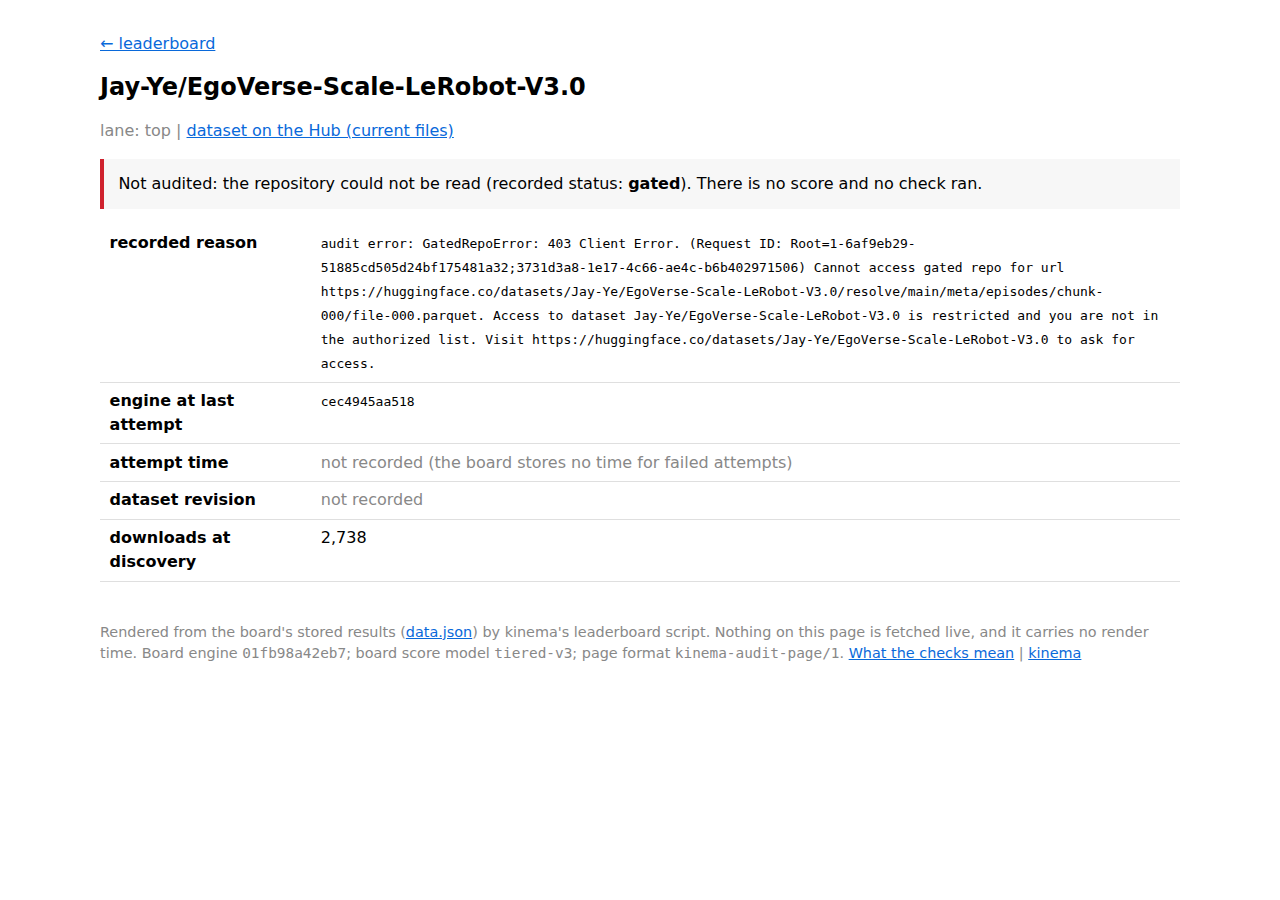 ← leaderboard
Jay-Ye/EgoVerse-Scale-LeRobot-V3.0
lane: top | dataset on the Hub (current files)
Not audited: the repository could not be read (recorded status: gated). There is no score and no check ran.
recorded reason
audit error: GatedRepoError: 403 Client Error. (Request ID: Root=1-6af9eb29-
51885cd505d24bf175481a32;3731d3a8-1e17-4c66-ae4c-b6b402971506) Cannot access gated repo for url
https://huggingface.co/datasets/Jay-Ye/EgoVerse-Scale-LeRobot-V3.0/resolve/main/meta/episodes/chunk-
000/file-000.parquet. Access to dataset Jay-Ye/EgoVerse-Scale-LeRobot-V3.0 is restricted and you are not in
the authorized list. Visit https://huggingface.co/datasets/Jay-Ye/EgoVerse-Scale-LeRobot-V3.0 to ask for
access.
engine at last
attempt
cec4945aa518
attempt time
not recorded (the board stores no time for failed attempts)
dataset revision
not recorded
downloads at
discovery
2,738
Rendered from the board's stored results (data.json) by kinema's leaderboard script. Nothing on this page is fetched live, and it carries no render
time. Board engine 01fb98a42eb7; board score model tiered-v3; page format kinema-audit-page/1. What the checks mean | kinema